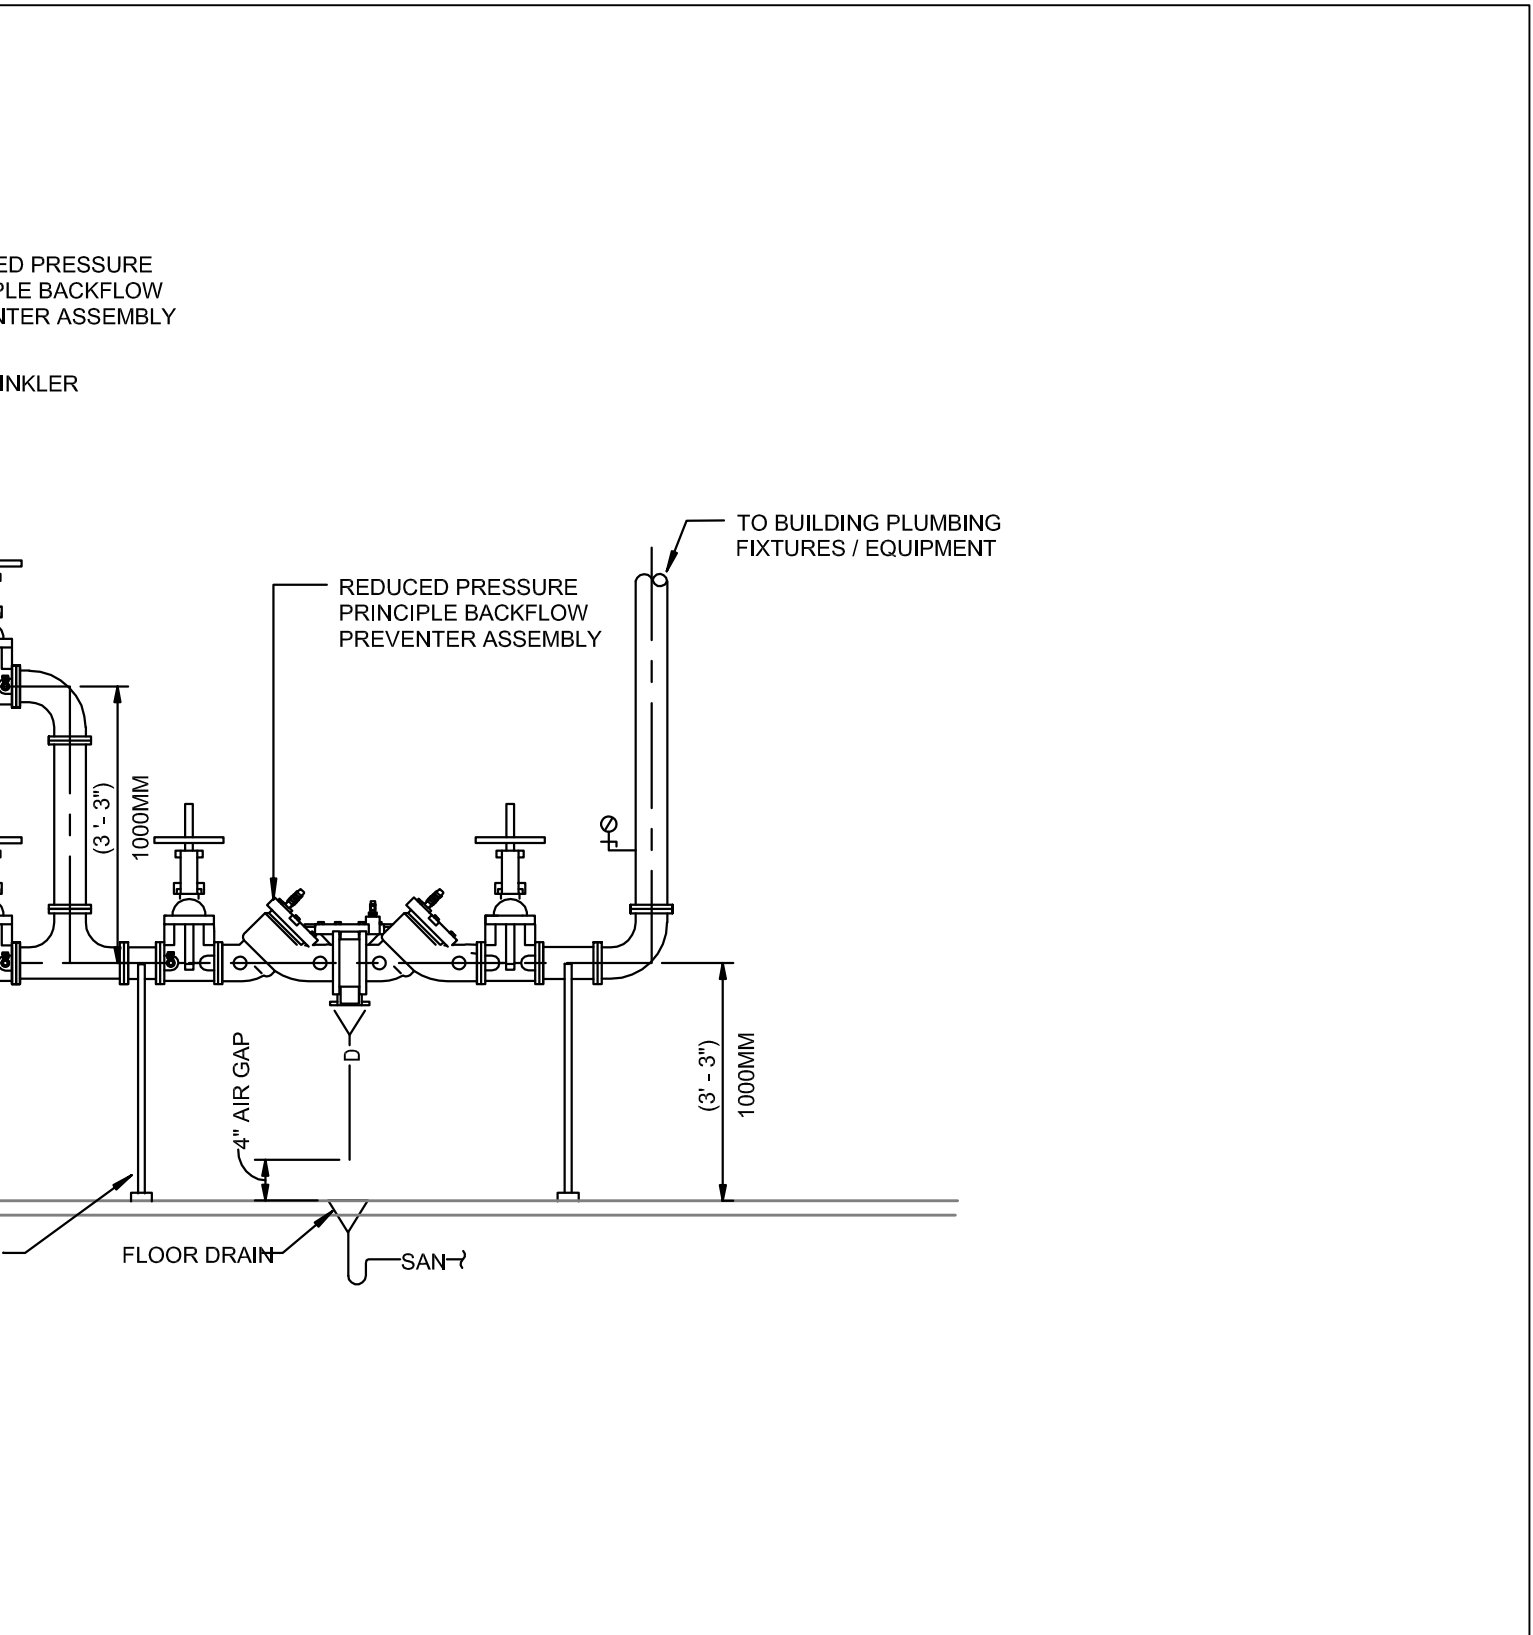 ED PRESSURE
PLE BACKFLOW
NTER ASSEMBLY
INKLER
TO BUILDING PLUMBING
FIXTURES / EQUIPMENT
REDUCED PRESSURE
PRINCIPLE BACKFLOW
PREVENTER ASSEMBLY
(3 '- 3")
1000MM
4" AIR GAP
D
(3' - 3")
1000MM
FLOOR DRAIN
SAN